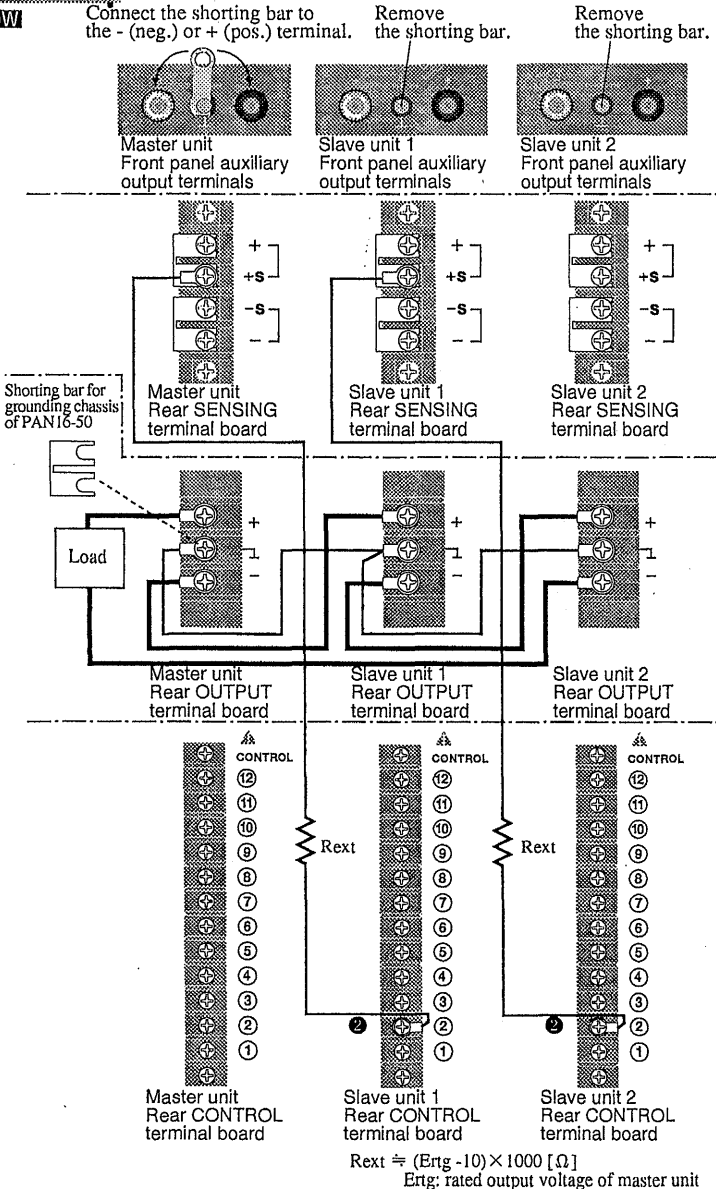 OW
Connect the shorting bar to
the - (neg.) or + (pos.) terminal.
Remove
the shorting bar.
Remove
the shorting bar.
Master unit
Front panel auxiliary
output terminals
Slave unit 1
Front panel auxiliary
output terminals
Slave unit 2
Front panel auxiliary
output terminals
+
+S
-S
-
+
+S
-S
-
+
+S
-S
-
Master unit
Rear SENSING
terminal board
Slave unit 1
Rear SENSING
terminal board
Slave unit 2
Rear SENSING
terminal board
Shorting bar for
grounding chassis
of PAN16-50
Load
+
-
+
-
+
-
Master unit
Rear OUTPUT
terminal board
Slave unit 1
Rear OUTPUT
terminal board
Slave unit 2
Rear OUTPUT
terminal board
CONTROL
⑫
⑪
⑩
⑨
⑧
⑦
⑥
⑤
④
③
②
①
Rext
CONTROL
⑫
⑪
⑩
⑨
⑧
⑦
⑥
⑤
④
③
❷ ②
①
Rext
CONTROL
⑫
⑪
⑩
⑨
⑧
⑦
⑥
⑤
④
③
❷ ②
①
Master unit
Rear CONTROL
terminal board
Slave unit 1
Rear CONTROL
terminal board
Slave unit 2
Rear CONTROL
terminal board
Rext ≒ (Ertg -10)×1000 [Ω]
Ertg: rated output voltage of master unit